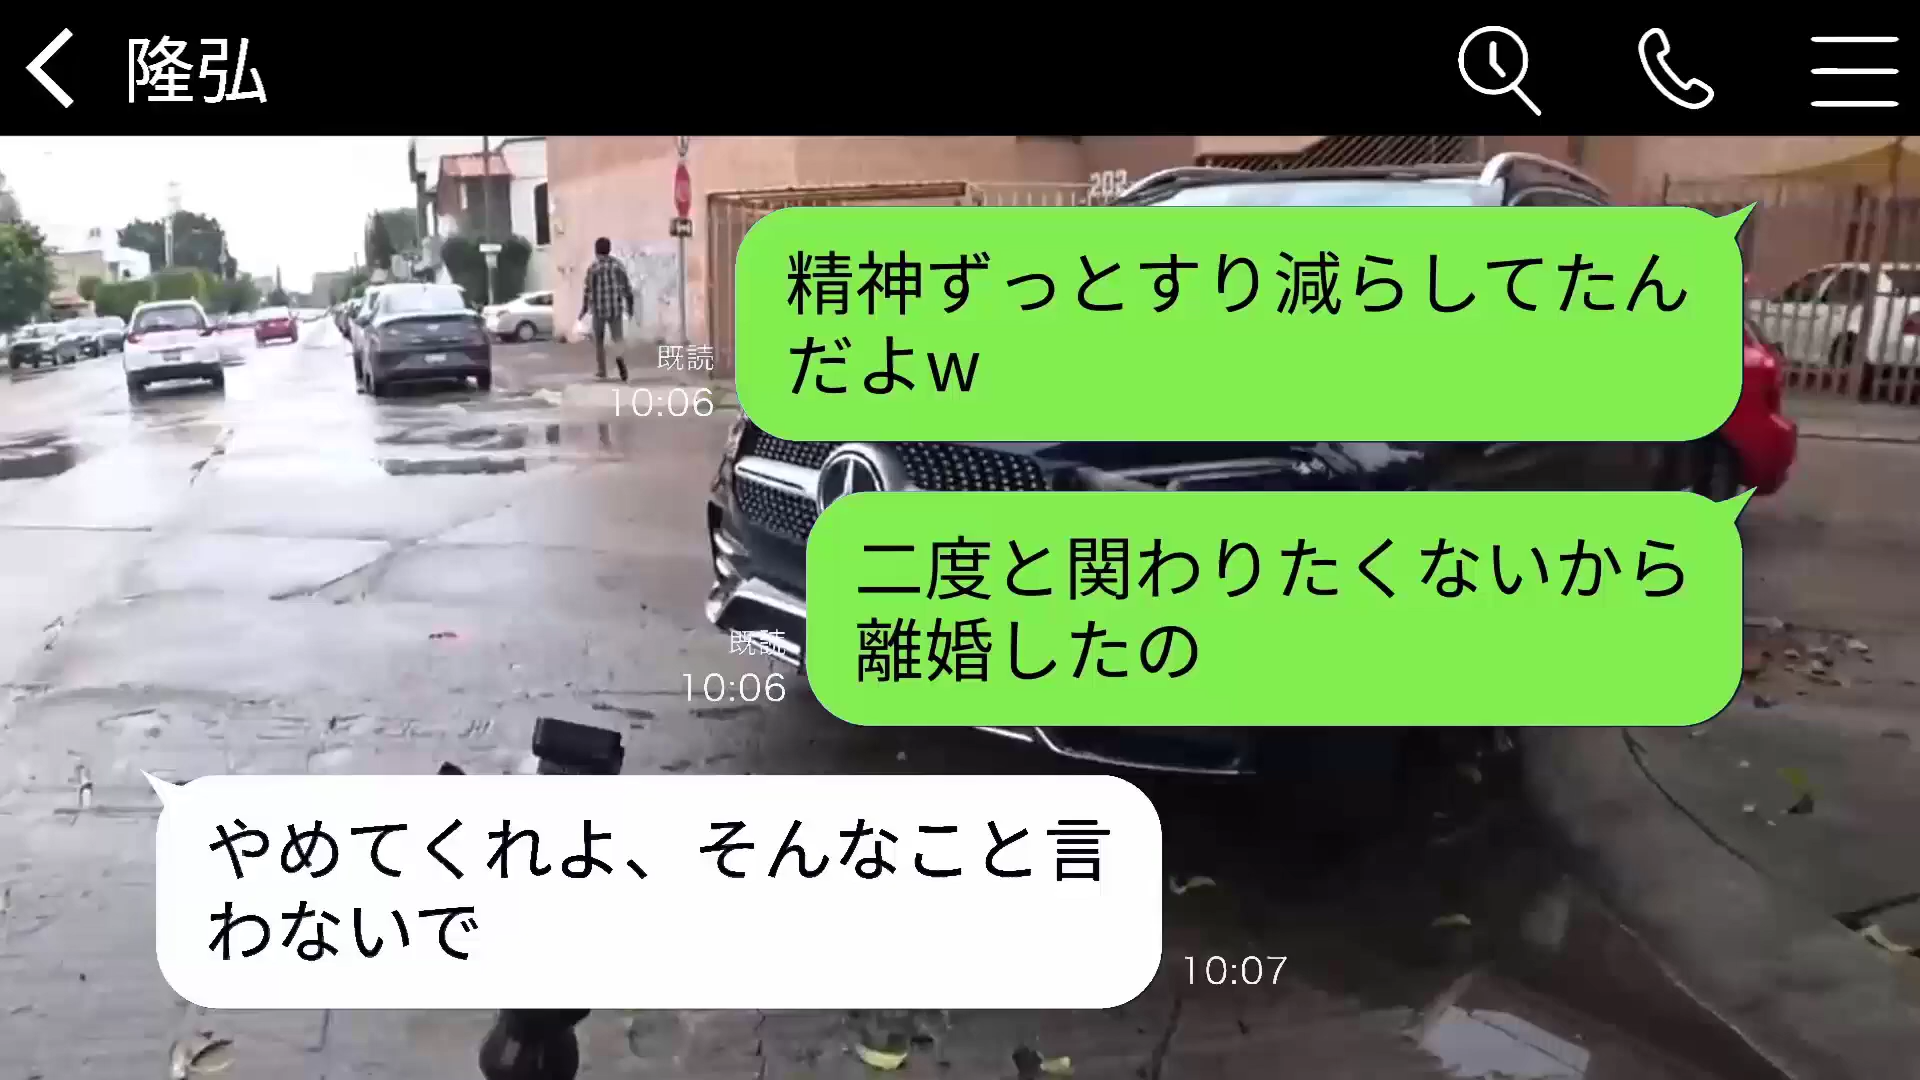 隆弘
202
精神ずっとすり減らしてたん
だよw
既読
10:06
二度と関わりたくないから
離婚したの
既読
10:06
やめてくれよ、そんなこと言
わないで
10:07